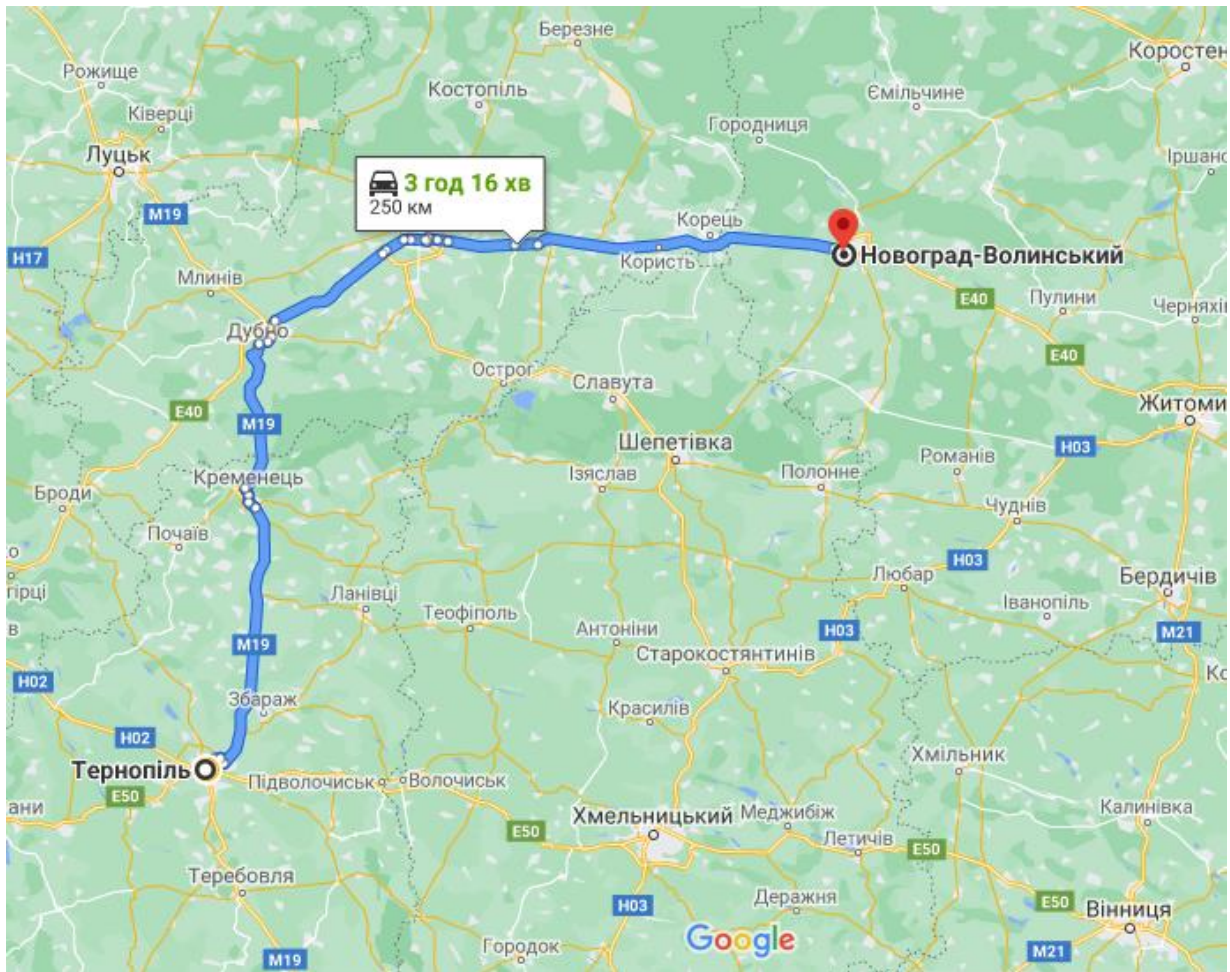 Березне
Коростен
Рожище
Костопіль
Ємільчине
Ківерці
Городниця
Луцьк
Іршанс
3 год 16 хв
250 км
M19
Корець
H17
Користь
Новоград-Волинський
Млинів
E40
Пулини
Черняхів
Дубно
E40
Острог
Славута
E40
M19
Житоми
Шепетівка
H03
Кременець
Ізяслав
Полонне
Романів
Броди
Чуднів
Почаїв
ко
гірці
H03
Любар
Бердичів
Ланівці
Теофіполь
Іванопіль
в
Антоніни
H03
M21
M19
Старокостянтинів
H02
Ко
Збараж
Красилів
H02
Хмільник
Тернопіль
Підволочиськ
Волочиськ
E50
ани
Хмельницький
Меджибіж
Калинівка
E50
Летичів
E50
Теребовля
Деражня
H03
E50
Вінниця
Google
Городок
M19
M21